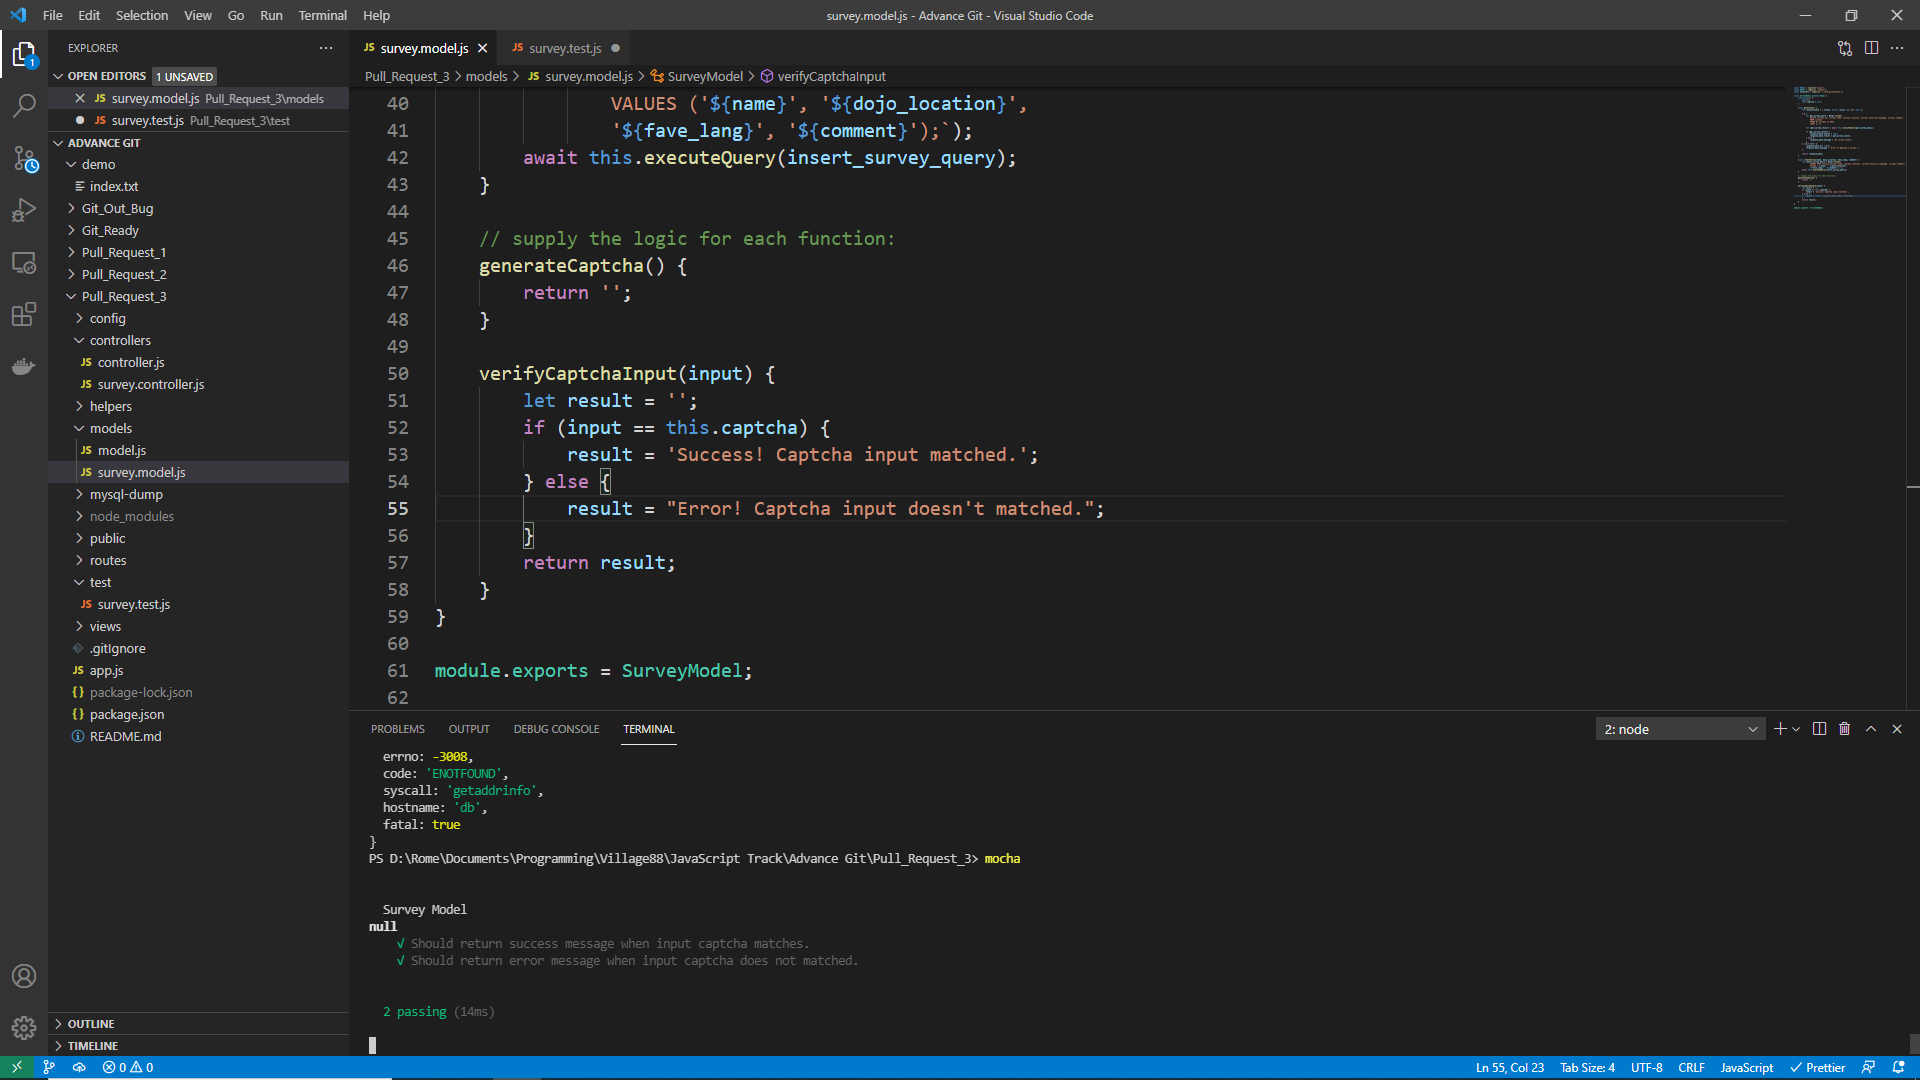 File Edit Selection View Go Run Terminal Help
survey.model.js - Advance Git - Visual Studio Code
EXPLORER
OPEN EDITORS 1 UNSAVED
JS survey.model.js Pull_Request_3\models
JS survey.test.js Pull_Request_3\test
ADVANCE GIT
demo
index.txt
Git_Out_Bug
Git_Ready
Pull_Request_1
Pull_Request_2
Pull_Request_3
config
controllers
JS controller.js
JS survey.controller.js
helpers
models
JS model.js
JS survey.model.js
mysql-dump
node_modules
public
routes
test
JS survey.test.js
views
.gitIgnore
JS app.js
{} package-lock.json
{} package.json
README.md
OUTLINE
TIMELINE
1
JS survey.model.js
JS survey.test.js
Pull_Request_3 > models > JS survey.model.js > SurveyModel > verifyCaptchaInput
40 VALUES ('${name}', '${dojo_location}',
41 '${fave_lang}', '${comment}');`);
42 await this.executeQuery(insert_survey_query);
43 }
44
45 // supply the logic for each function:
46 generateCaptcha() {
47 return '';
48 }
49
50 verifyCaptchaInput(input) {
51 let result = '';
52 if (input == this.captcha) {
53 result = 'Success! Captcha input matched.';
54 } else {
55 result = "Error! Captcha input doesn't matched.";
56 }
57 return result;
58 }
59 }
60
61 module.exports = SurveyModel;
62
PROBLEMS OUTPUT DEBUG CONSOLE TERMINAL
2: node
errno: -3008,
code: 'ENOTFOUND',
syscall: 'getaddrinfo',
hostname: 'db',
fatal: true
}
PS D:\Rome\Documents\Programming\Village88\JavaScript Track\Advance Git\Pull_Request_3> mocha
Survey Model
null
√ Should return success message when input captcha matches.
√ Should return error message when input captcha does not matched.
2 passing (14ms)
0 0
Ln 55, Col 23 Tab Size: 4 UTF-8 CRLF JavaScript Prettier